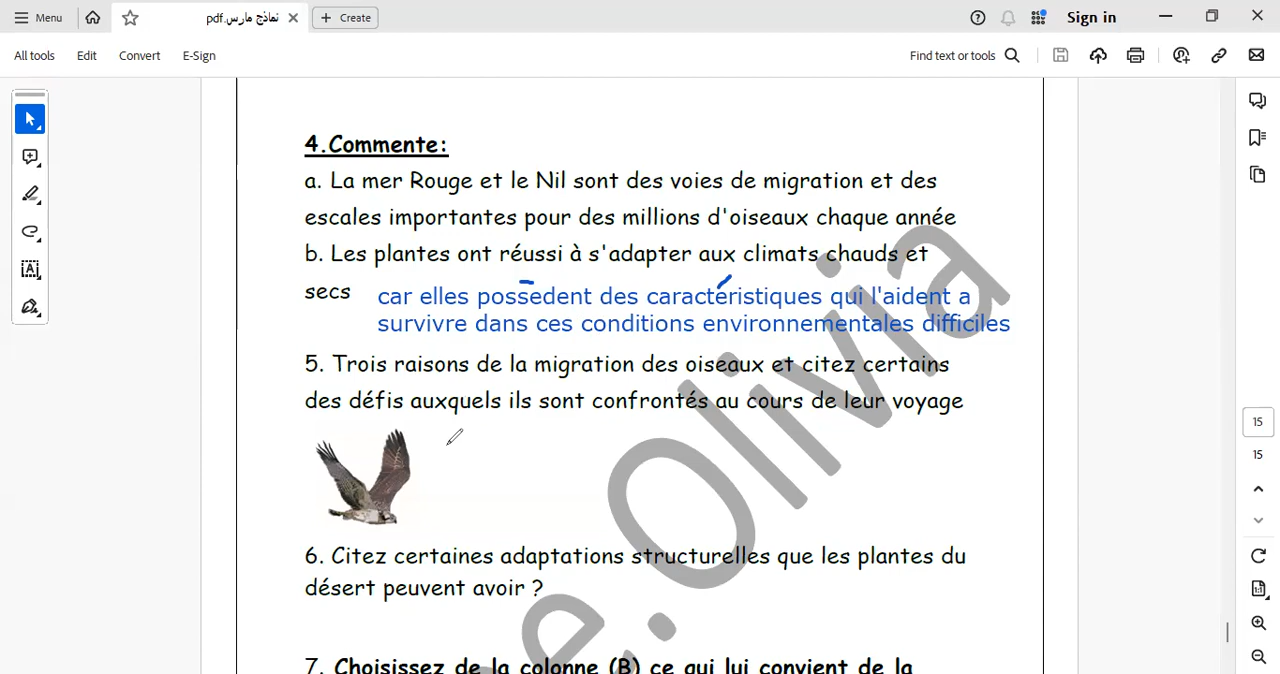 Menu
نماذج مارس.pdf
Create
Sign in
All tools Edit Convert E-Sign
Find text or tools
4.Commente:
a. La mer Rouge et le Nil sont des voies de migration et des
escales importantes pour des millions d'oiseaux chaque année
b. Les plantes ont réussi à s'adapter aux climats chauds et
secs
car elles possedent des caracteristiques qui l'aident a
survivre dans ces conditions environnementales difficiles
5. Trois raisons de la migration des oiseaux et citez certains
des défis auxquels ils sont confrontés au cours de leur voyage
6. Citez certaines adaptations structurelles que les plantes du
désert peuvent avoir ?
7. Choisissez de la colonne (B) ce qui lui convient de la
e.Olivia
15
15